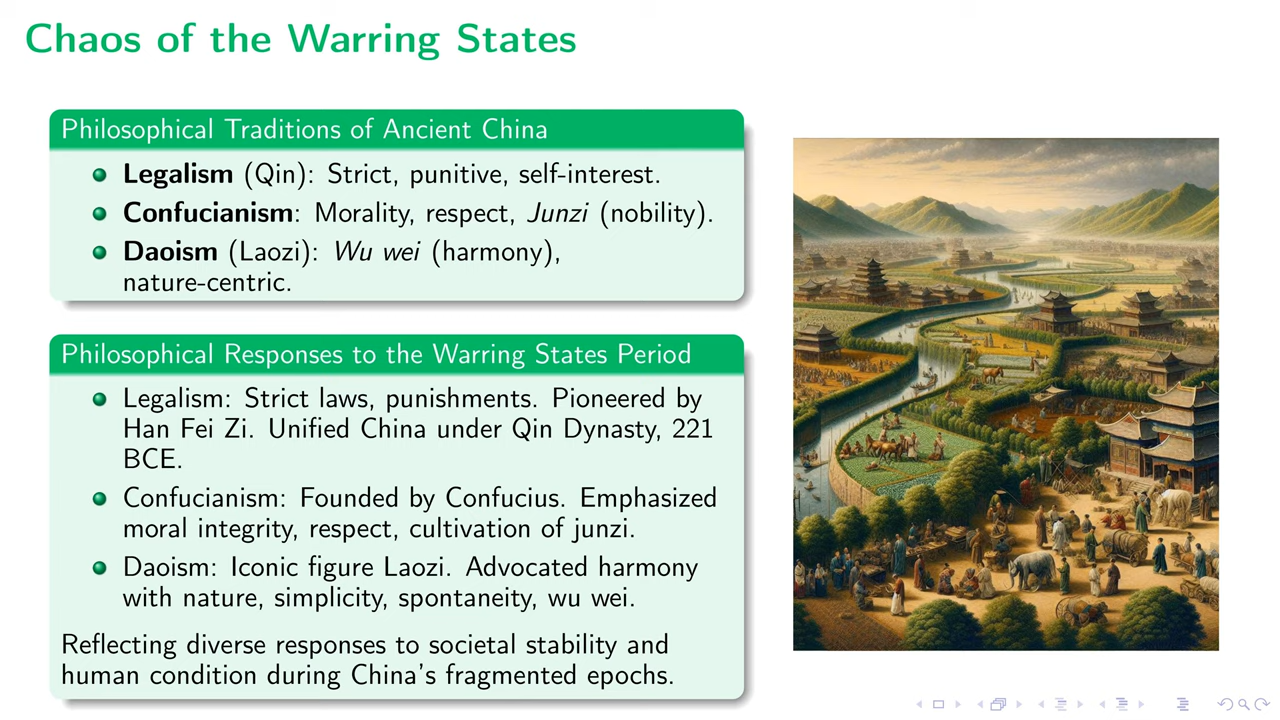 Chaos of the Warring States
Philosophical Traditions of Ancient China
Legalism (Qin): Strict, punitive, self-interest.
Confucianism: Morality, respect, Junzi (nobility).
Daoism (Laozi): Wu wei (harmony),
nature-centric.
Philosophical Responses to the Warring States Period
Legalism: Strict laws, punishments. Pioneered by
Han Fei Zi. Unified China under Qin Dynasty, 221
BCE.
Confucianism: Founded by Confucius. Emphasized
moral integrity, respect, cultivation of junzi.
Daoism: Iconic figure Laozi. Advocated harmony
with nature, simplicity, spontaneity, wu wei.
Reflecting diverse responses to societal stability and
human condition during China's fragmented epochs.